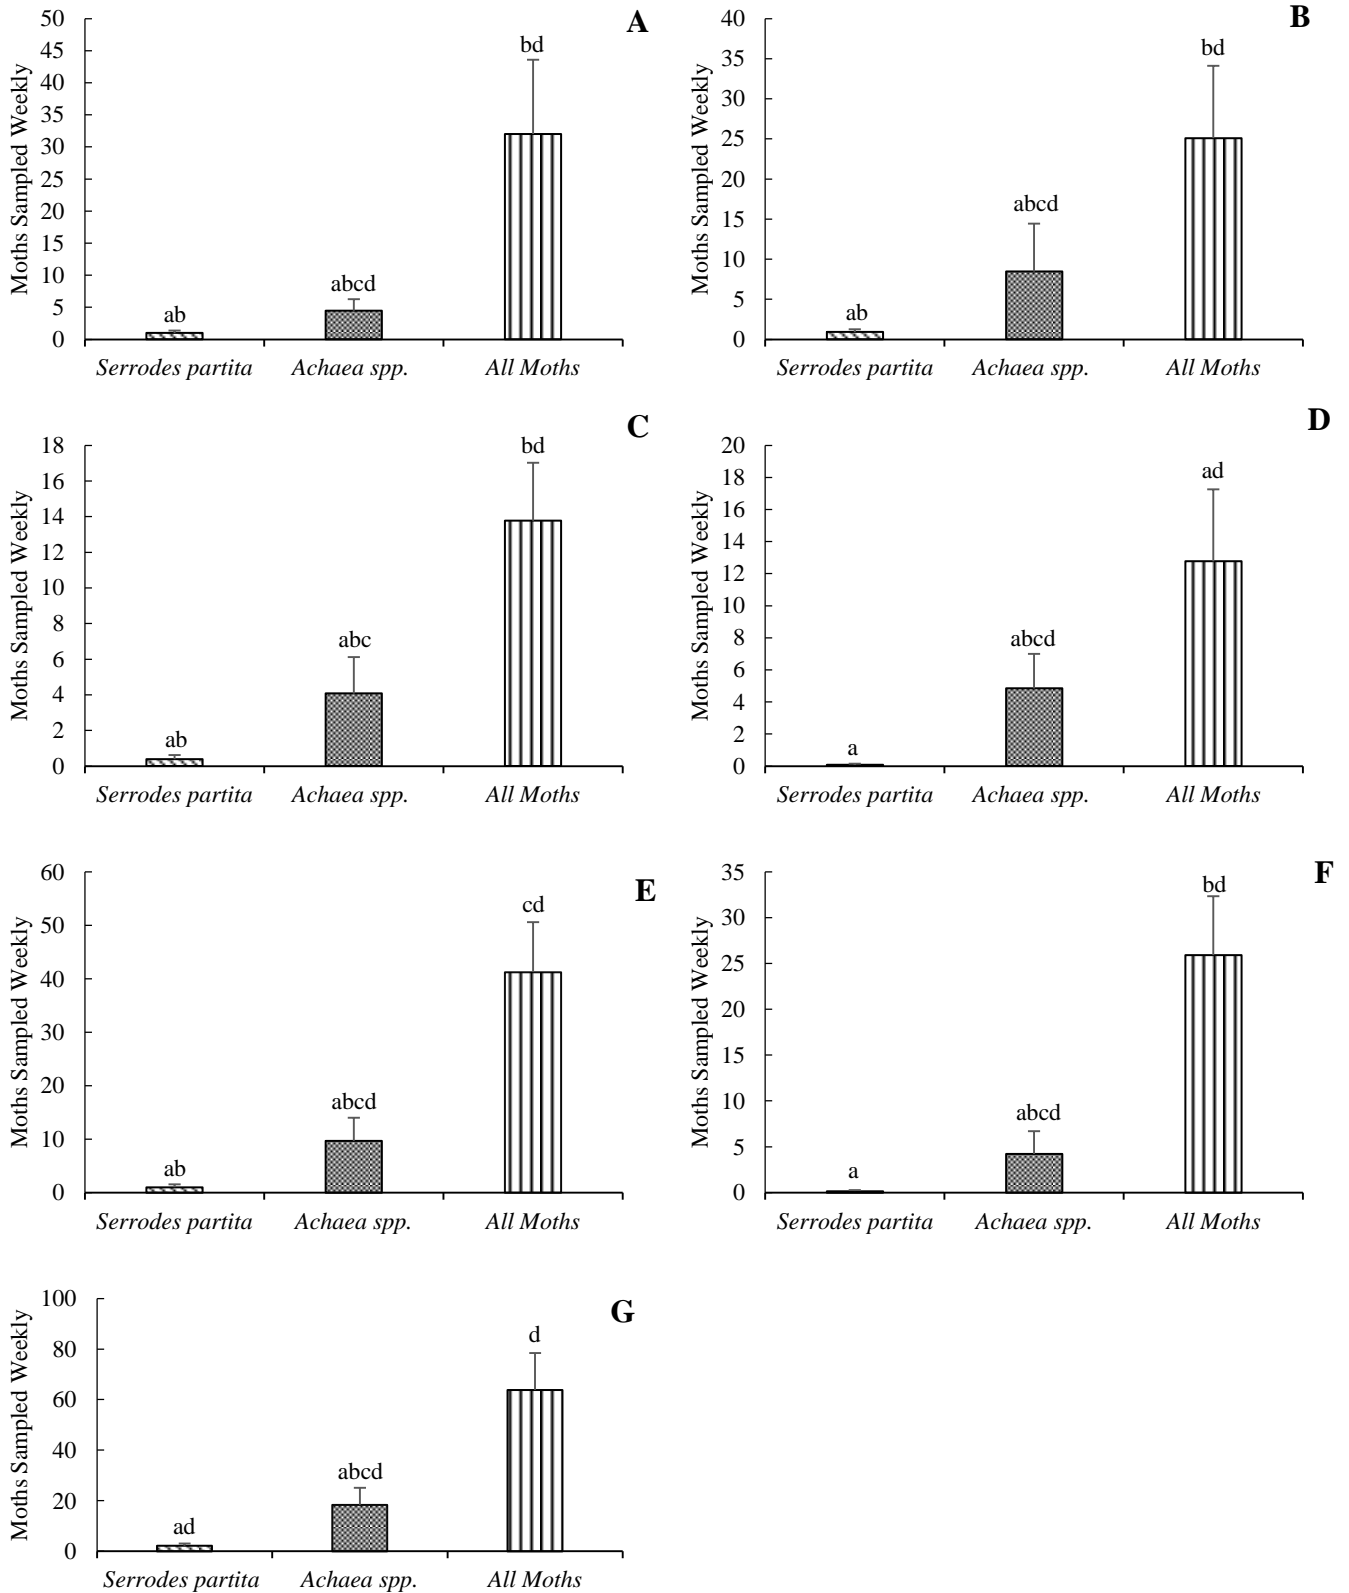 A
Moths Sampled Weekly
50
45
40
35
30
25
20
15
10
5
0
ab
abcd
bd
Serrodes partita
Achaea spp.
All Moths
B
Moths Sampled Weekly
40
35
30
25
20
15
10
5
0
ab
abcd
bd
Serrodes partita
Achaea spp.
All Moths
C
Moths Sampled Weekly
18
16
14
12
10
8
6
4
2
0
ab
abc
bd
Serrodes partita
Achaea spp.
All Moths
D
Moths Sampled Weekly
20
18
16
14
12
10
8
6
4
2
0
a
abcd
ad
Serrodes partita
Achaea spp.
All Moths
E
Moths Sampled Weekly
60
50
40
30
20
10
0
ab
abcd
cd
Serrodes partita
Achaea spp.
All Moths
F
Moths Sampled Weekly
35
30
25
20
15
10
5
0
a
abcd
bd
Serrodes partita
Achaea spp.
All Moths
G
Moths Sampled Weekly
100
80
60
40
20
0
ad
abcd
d
Serrodes partita
Achaea spp.
All Moths